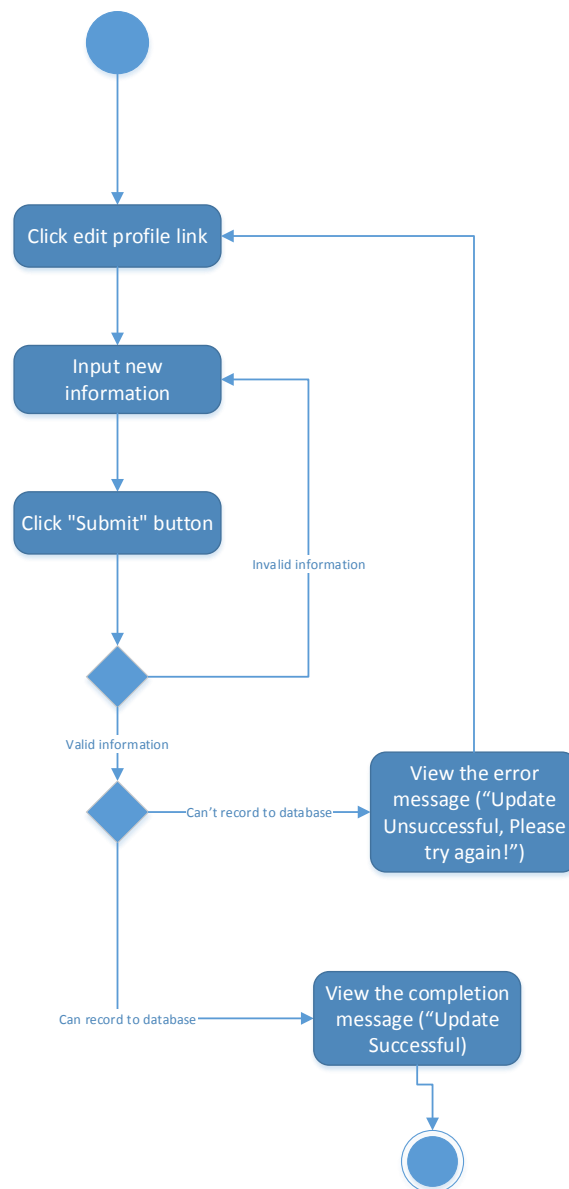 Click edit profile link
Input new
information
Click "Submit" button
Invalid information
Valid information
View the error
message (“Update
Unsuccessful, Please
try again!”)
Can’t record to database
View the completion
message (“Update
Successful)
Can record to database